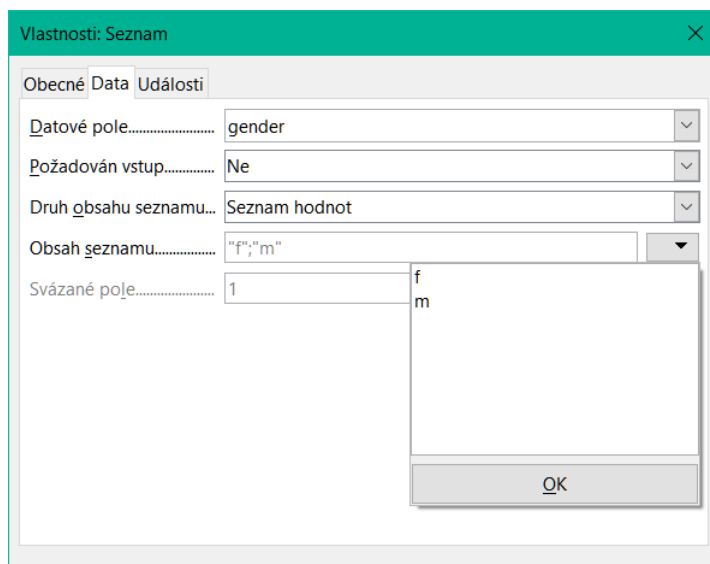 Vlastnosti: Seznam
Obecné Data Události
Datové pole........................ gender
Požadován vstup.............. Ne
Druh obsahu seznamu... Seznam hodnot
Obsah seznamu................. "f";"m"
f
m
Svázané pole...................... 1
OK